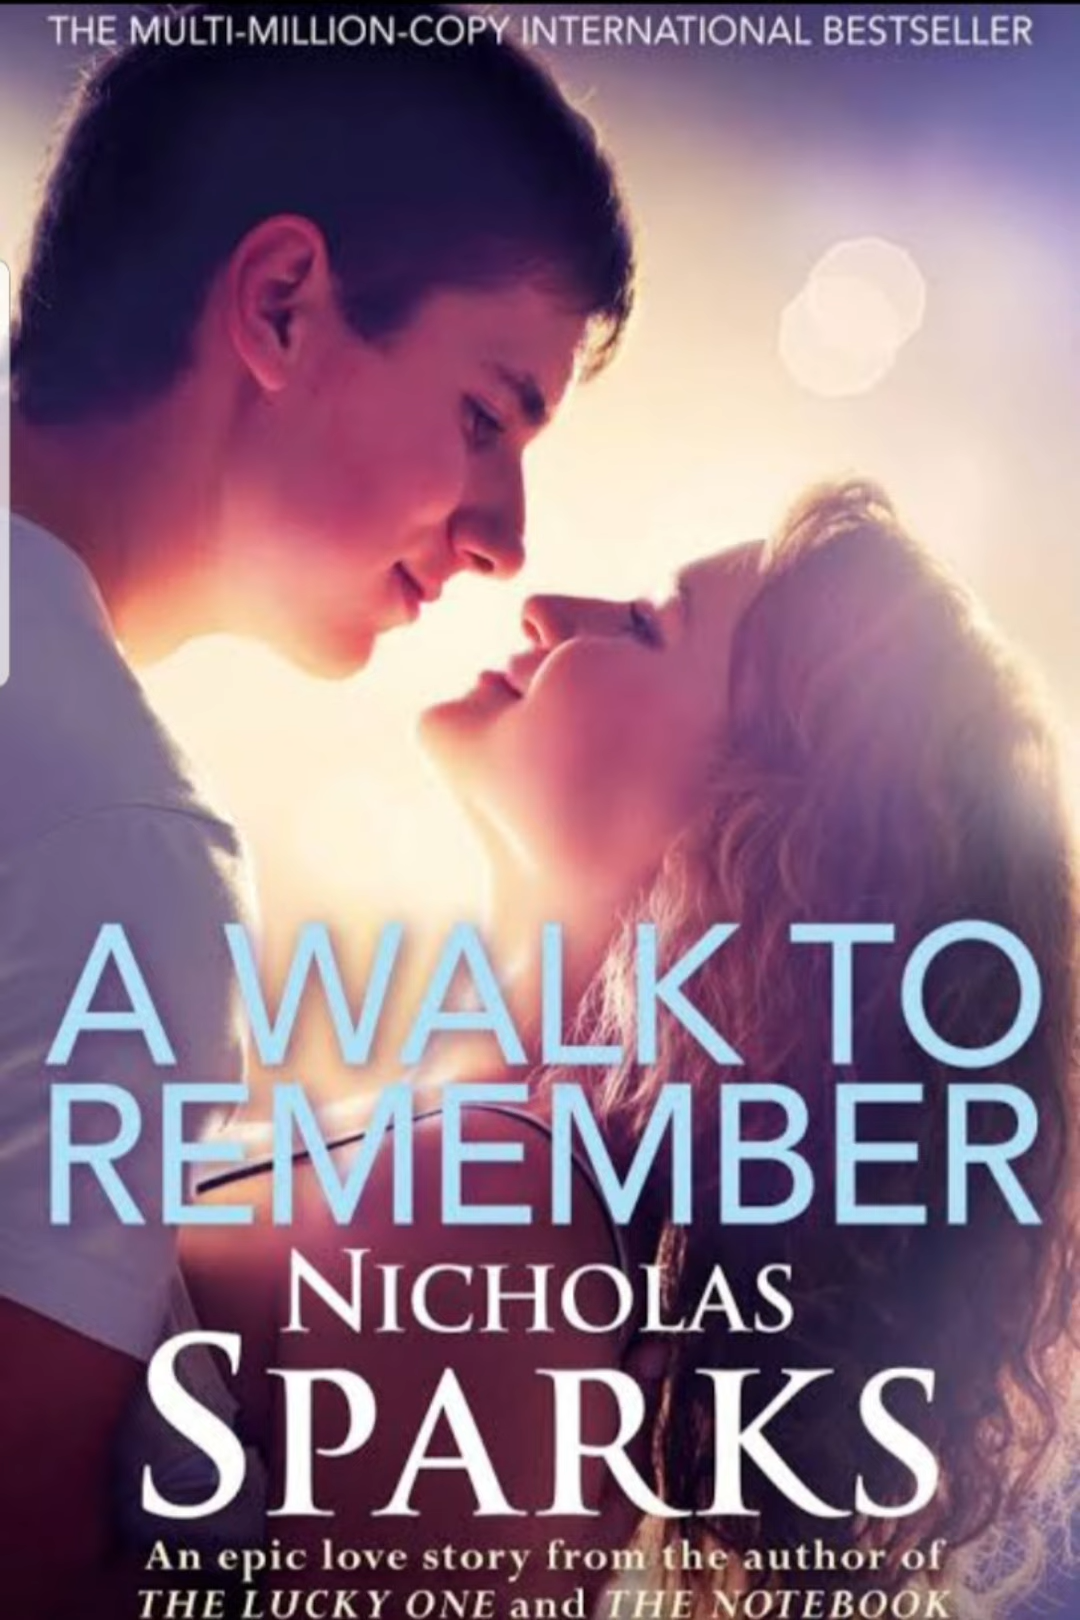 THE MULTI-MILLION-COPY INTERNATIONAL BESTSELLER
A WALK TO
REMEMBER
NICHOLAS
SPARKS
An epic love story from the author of
THE LUCKY ONE and THE NOTEBOOK